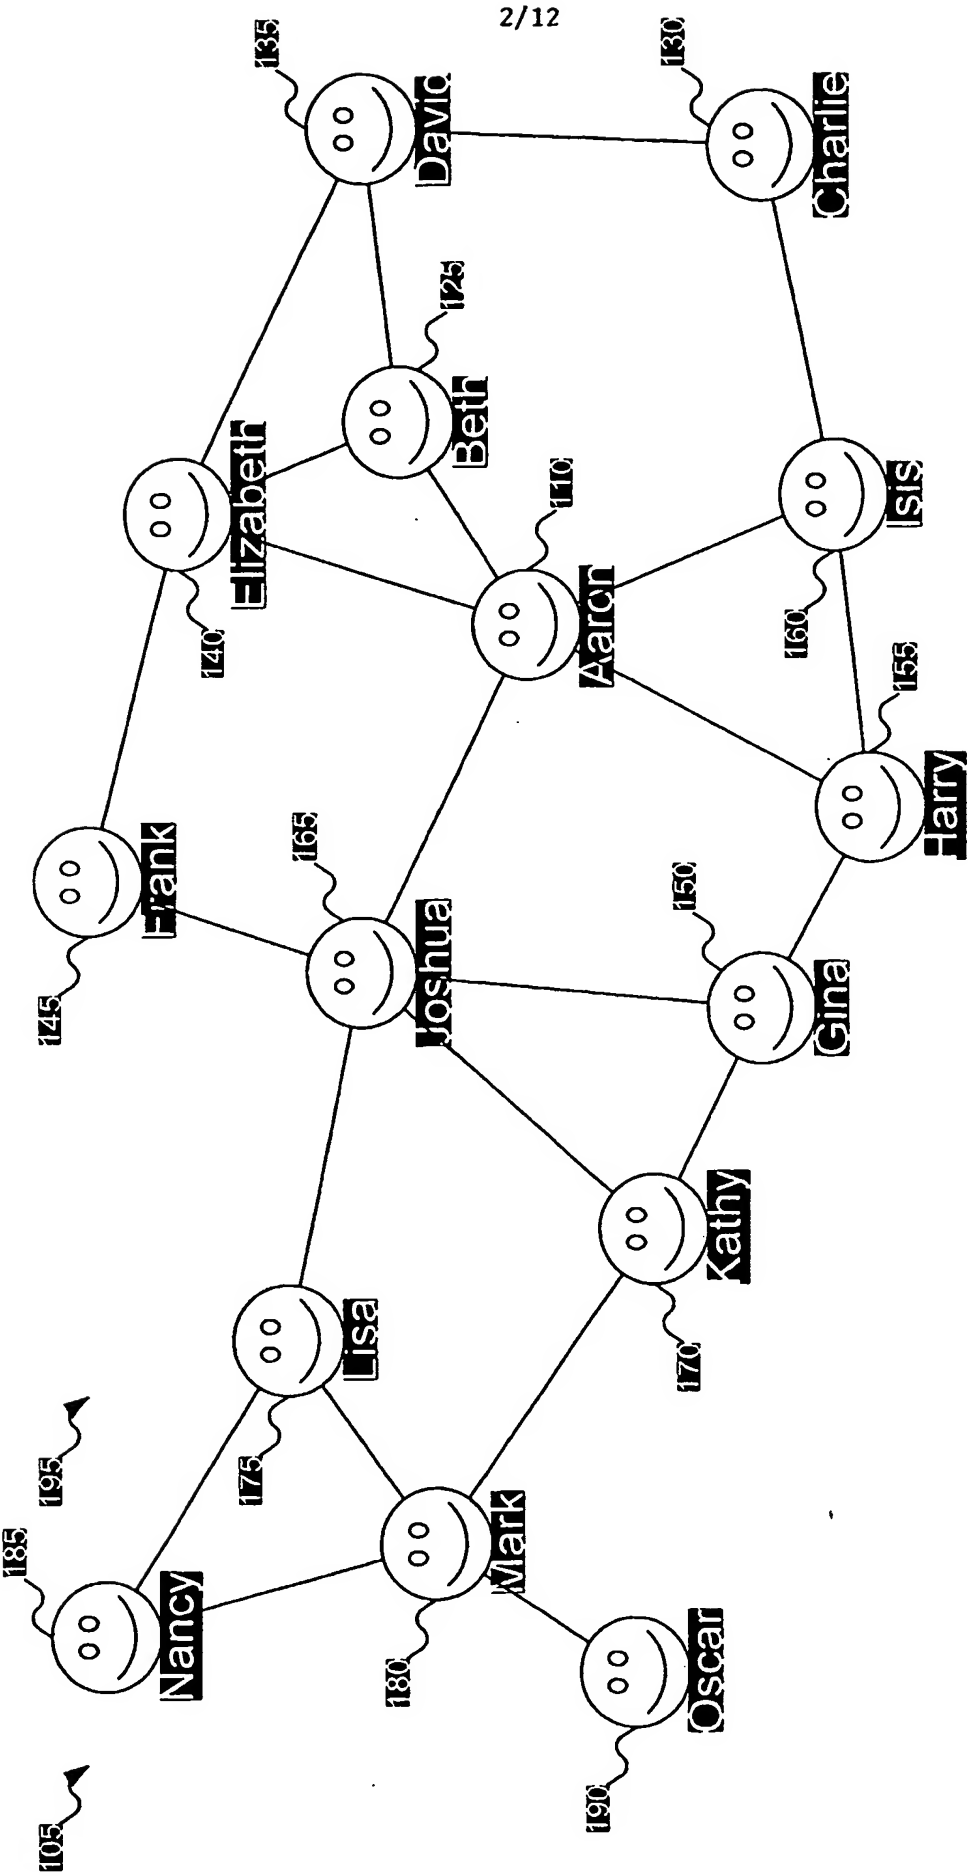 2/12
105
195
185
Nancy
145
Frank
140
Elizabeth
135
David
175
Lisa
165
Joshua
125
Beth
180
Mark
110
Aaron
130
Charlie
190
Oscar
170
Kathy
150
Gina
155
Harry
160
Isis